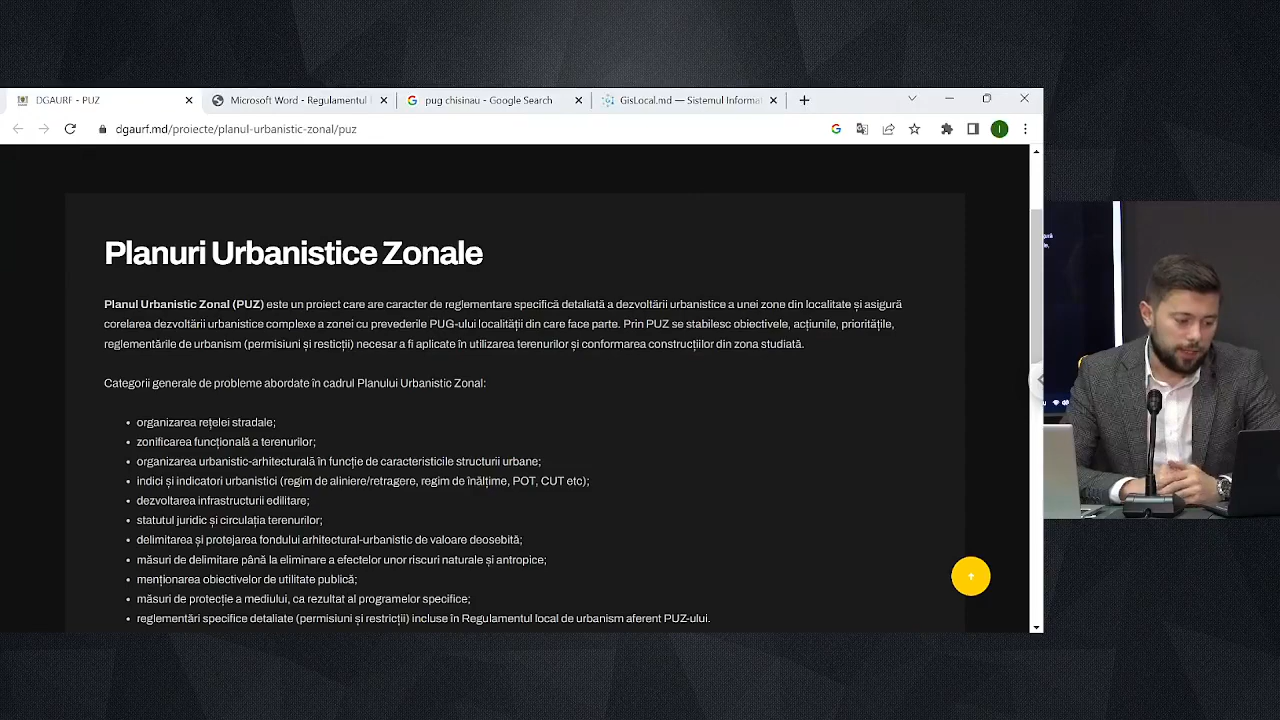 DGAURF - PUZ
Microsoft Word - Regulamentul
pug chisinau - Google Search
GisLocal.md — Sistemul Informat
dgaurf.md/proiecte/planul-urbanistic-zonal/puz
Planuri Urbanistice Zonale
Planul Urbanistic Zonal (PUZ) este un proiect care are caracter de reglementare specifică detaliată a dezvoltării urbanistice a unei zone din localitate și asigură
corelarea dezvoltării urbanistice complexe a zonei cu prevederile PUG-ului localității din care face parte. Prin PUZ se stabilesc obiectivele, acțiunile, prioritățile,
reglementările de urbanism (permisiuni și resticții) necesar a fi aplicate în utilizarea terenurilor și conformarea construcțiilor din zona studiată.
Categorii generale de probleme abordate în cadrul Planului Urbanistic Zonal:
• organizarea rețelei stradale;
• zonificarea funcțională a terenurilor;
• organizarea urbanistic-arhitecturală în funcție de caracteristicile structurii urbane;
• indici și indicatori urbanistici (regim de aliniere/retragere, regim de înălțime, POT, CUT etc);
• dezvoltarea infrastructurii edilitare;
• statutul juridic și circulația terenurilor;
• delimitarea și protejarea fondului arhitectural-urbanistic de valoare deosebită;
• măsuri de delimitare până la eliminare a efectelor unor riscuri naturale și antropice;
• menționarea obiectivelor de utilitate publică;
• măsuri de protecție a mediului, ca rezultat al programelor specifice;
• reglementări specifice detaliate (permisiuni și restricții) incluse în Regulamentul local de urbanism aferent PUZ-ului.